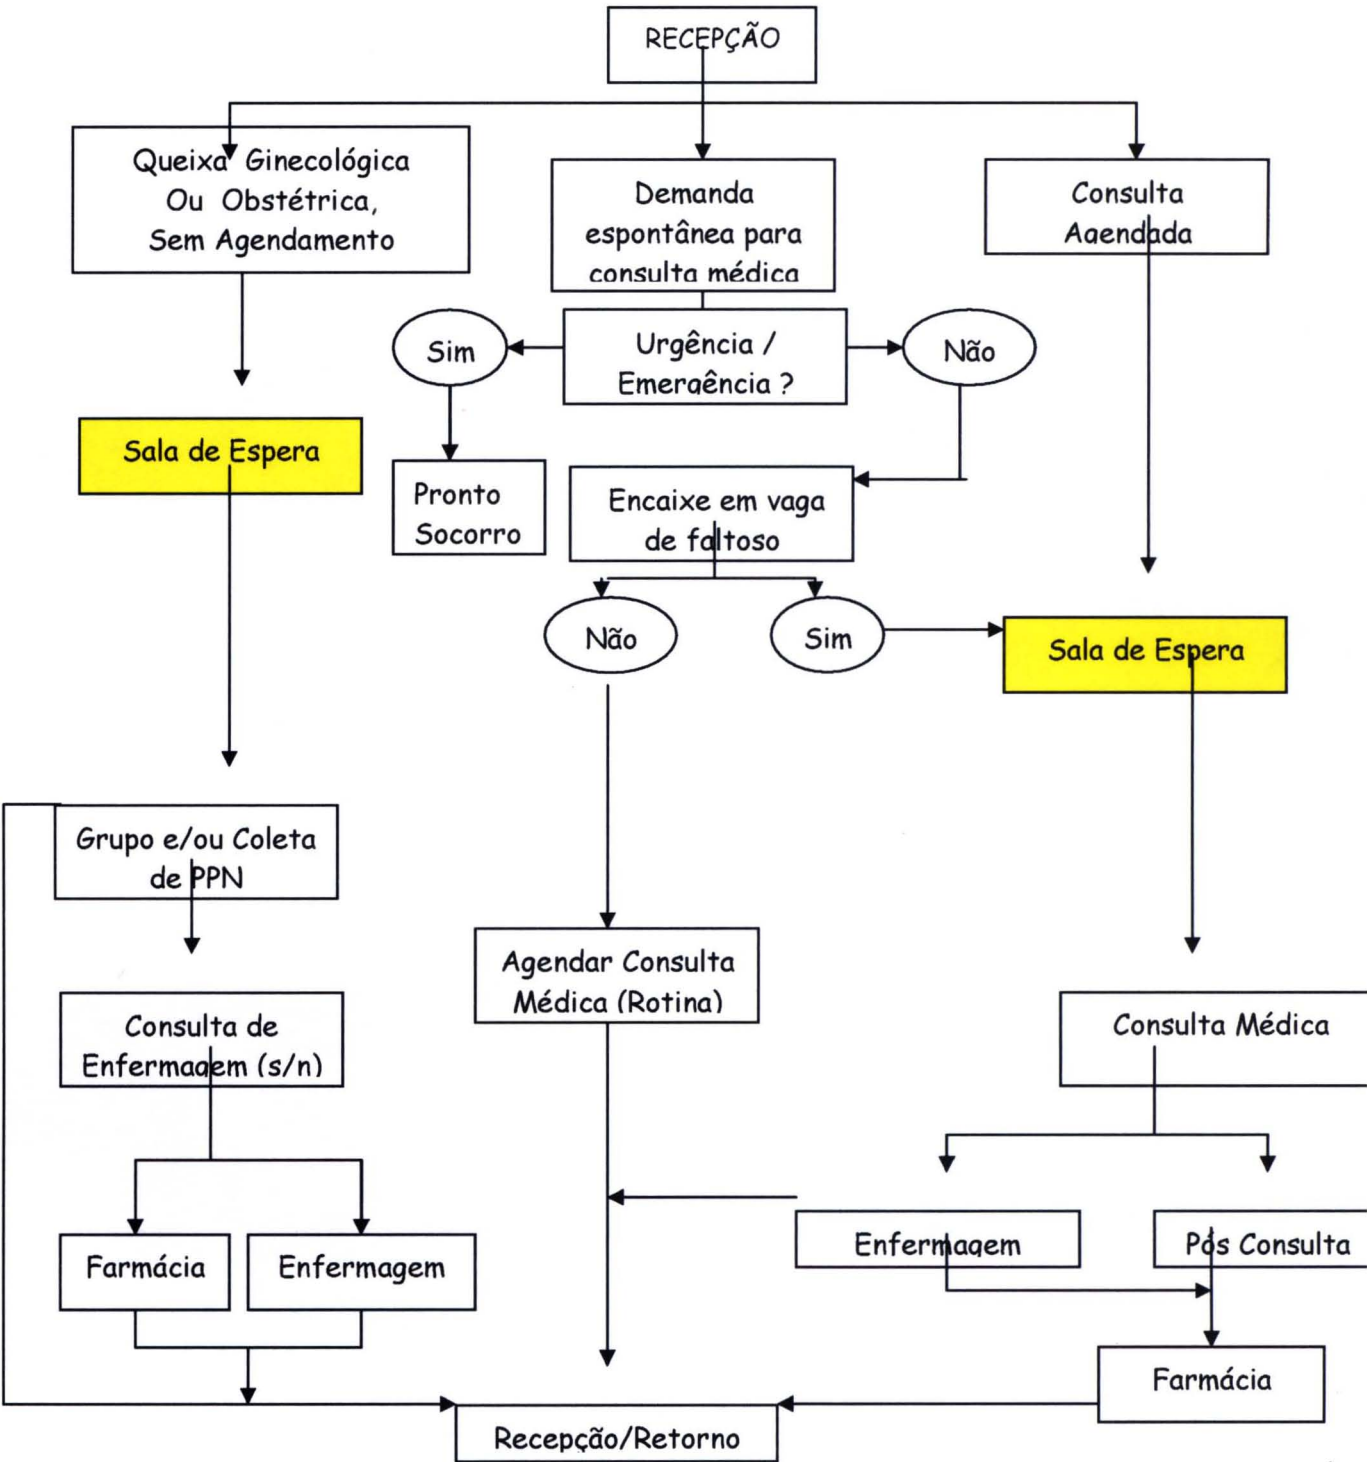 RECEPÇÃO
Queixa Ginecológica
Ou Obstétrica,
Sem Agendamento
Demanda
espontânea para
consulta médica
Consulta
Agendada
Sim
Urgência /
Emergência ?
Não
Sala de Espera
Pronto
Socorro
Encaixe em vaga
de faltoso
Não
Sim
Sala de Espera
Grupo e/ou Coleta
de PPN
Agendar Consulta
Médica (Rotina)
Consulta de
Enfermagem (s/n)
Consulta Médica
Farmácia
Enfermagem
Enfermagem
Pós Consulta
Farmácia
Recepção/Retorno